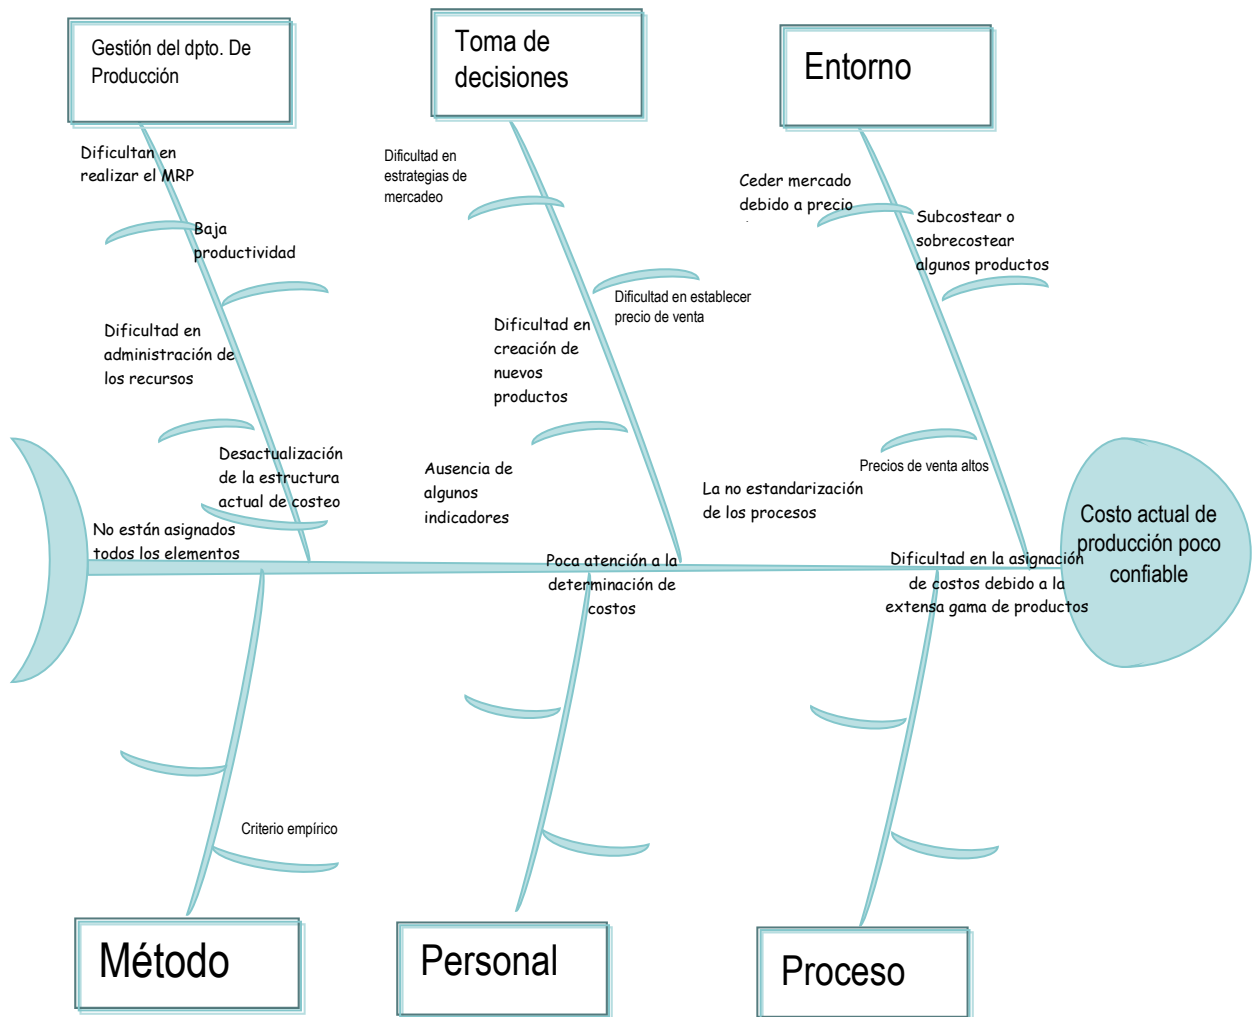 Gestión del dpto. De
Producción
Toma de
decisiones
Entorno
Dificultan en
realizar el MRP
Baja
productividad
Dificultad en
administración de
los recursos
Desactualización
de la estructura
actual de costeo
Dificultad en
estrategias de
mercadeo
Dificultad en establecer
precio de venta
Dificultad en
creación de
nuevos
productos
Ausencia de
algunos
indicadores
Ceder mercado
debido a precio
Subcostear o
sobrecostear
algunos productos
Precios de venta altos
La no estandarización
de los procesos
No están asignados
todos los elementos
Poca atención a la
determinación de
costos
Dificultad en la asignación
de costos debido a la
extensa gama de productos
Costo actual de
producción poco
confiable
Criterio empírico
Método
Personal
Proceso